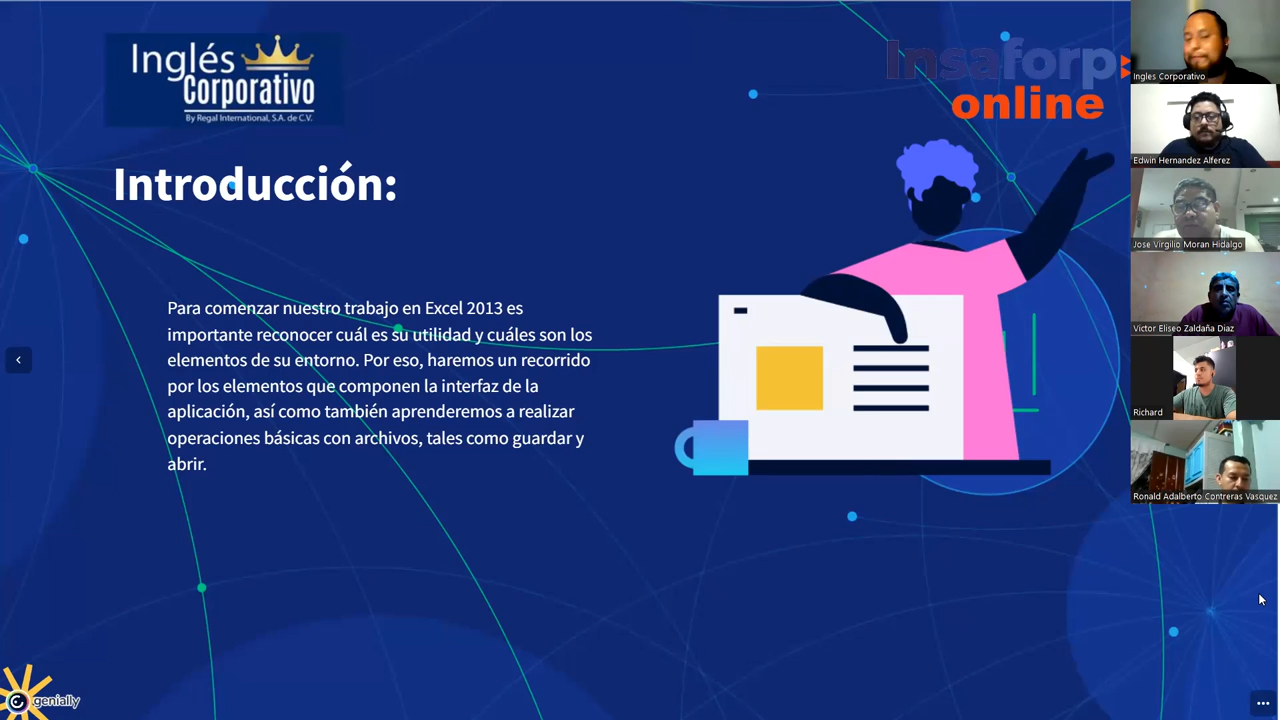 Inglés
Corporativo
By Regal International, S.A. de C.V.
Insaforp
online
Introducción:
Para comenzar nuestro trabajo en Excel 2013 es
importante reconocer cuál es su utilidad y cuáles son los
elementos de su entorno. Por eso, haremos un recorrido
por los elementos que componen la interfaz de la
aplicación, así como también aprenderemos a realizar
operaciones básicas con archivos, tales como guardar y
abrir.
genially
Ingles Corporativo
Edwin Hernandez Alferez
Jose Virgilio Moran Hidalgo
Victor Eliseo Zaldaña Diaz
Richard
Ronald Adalberto Contreras Vasquez